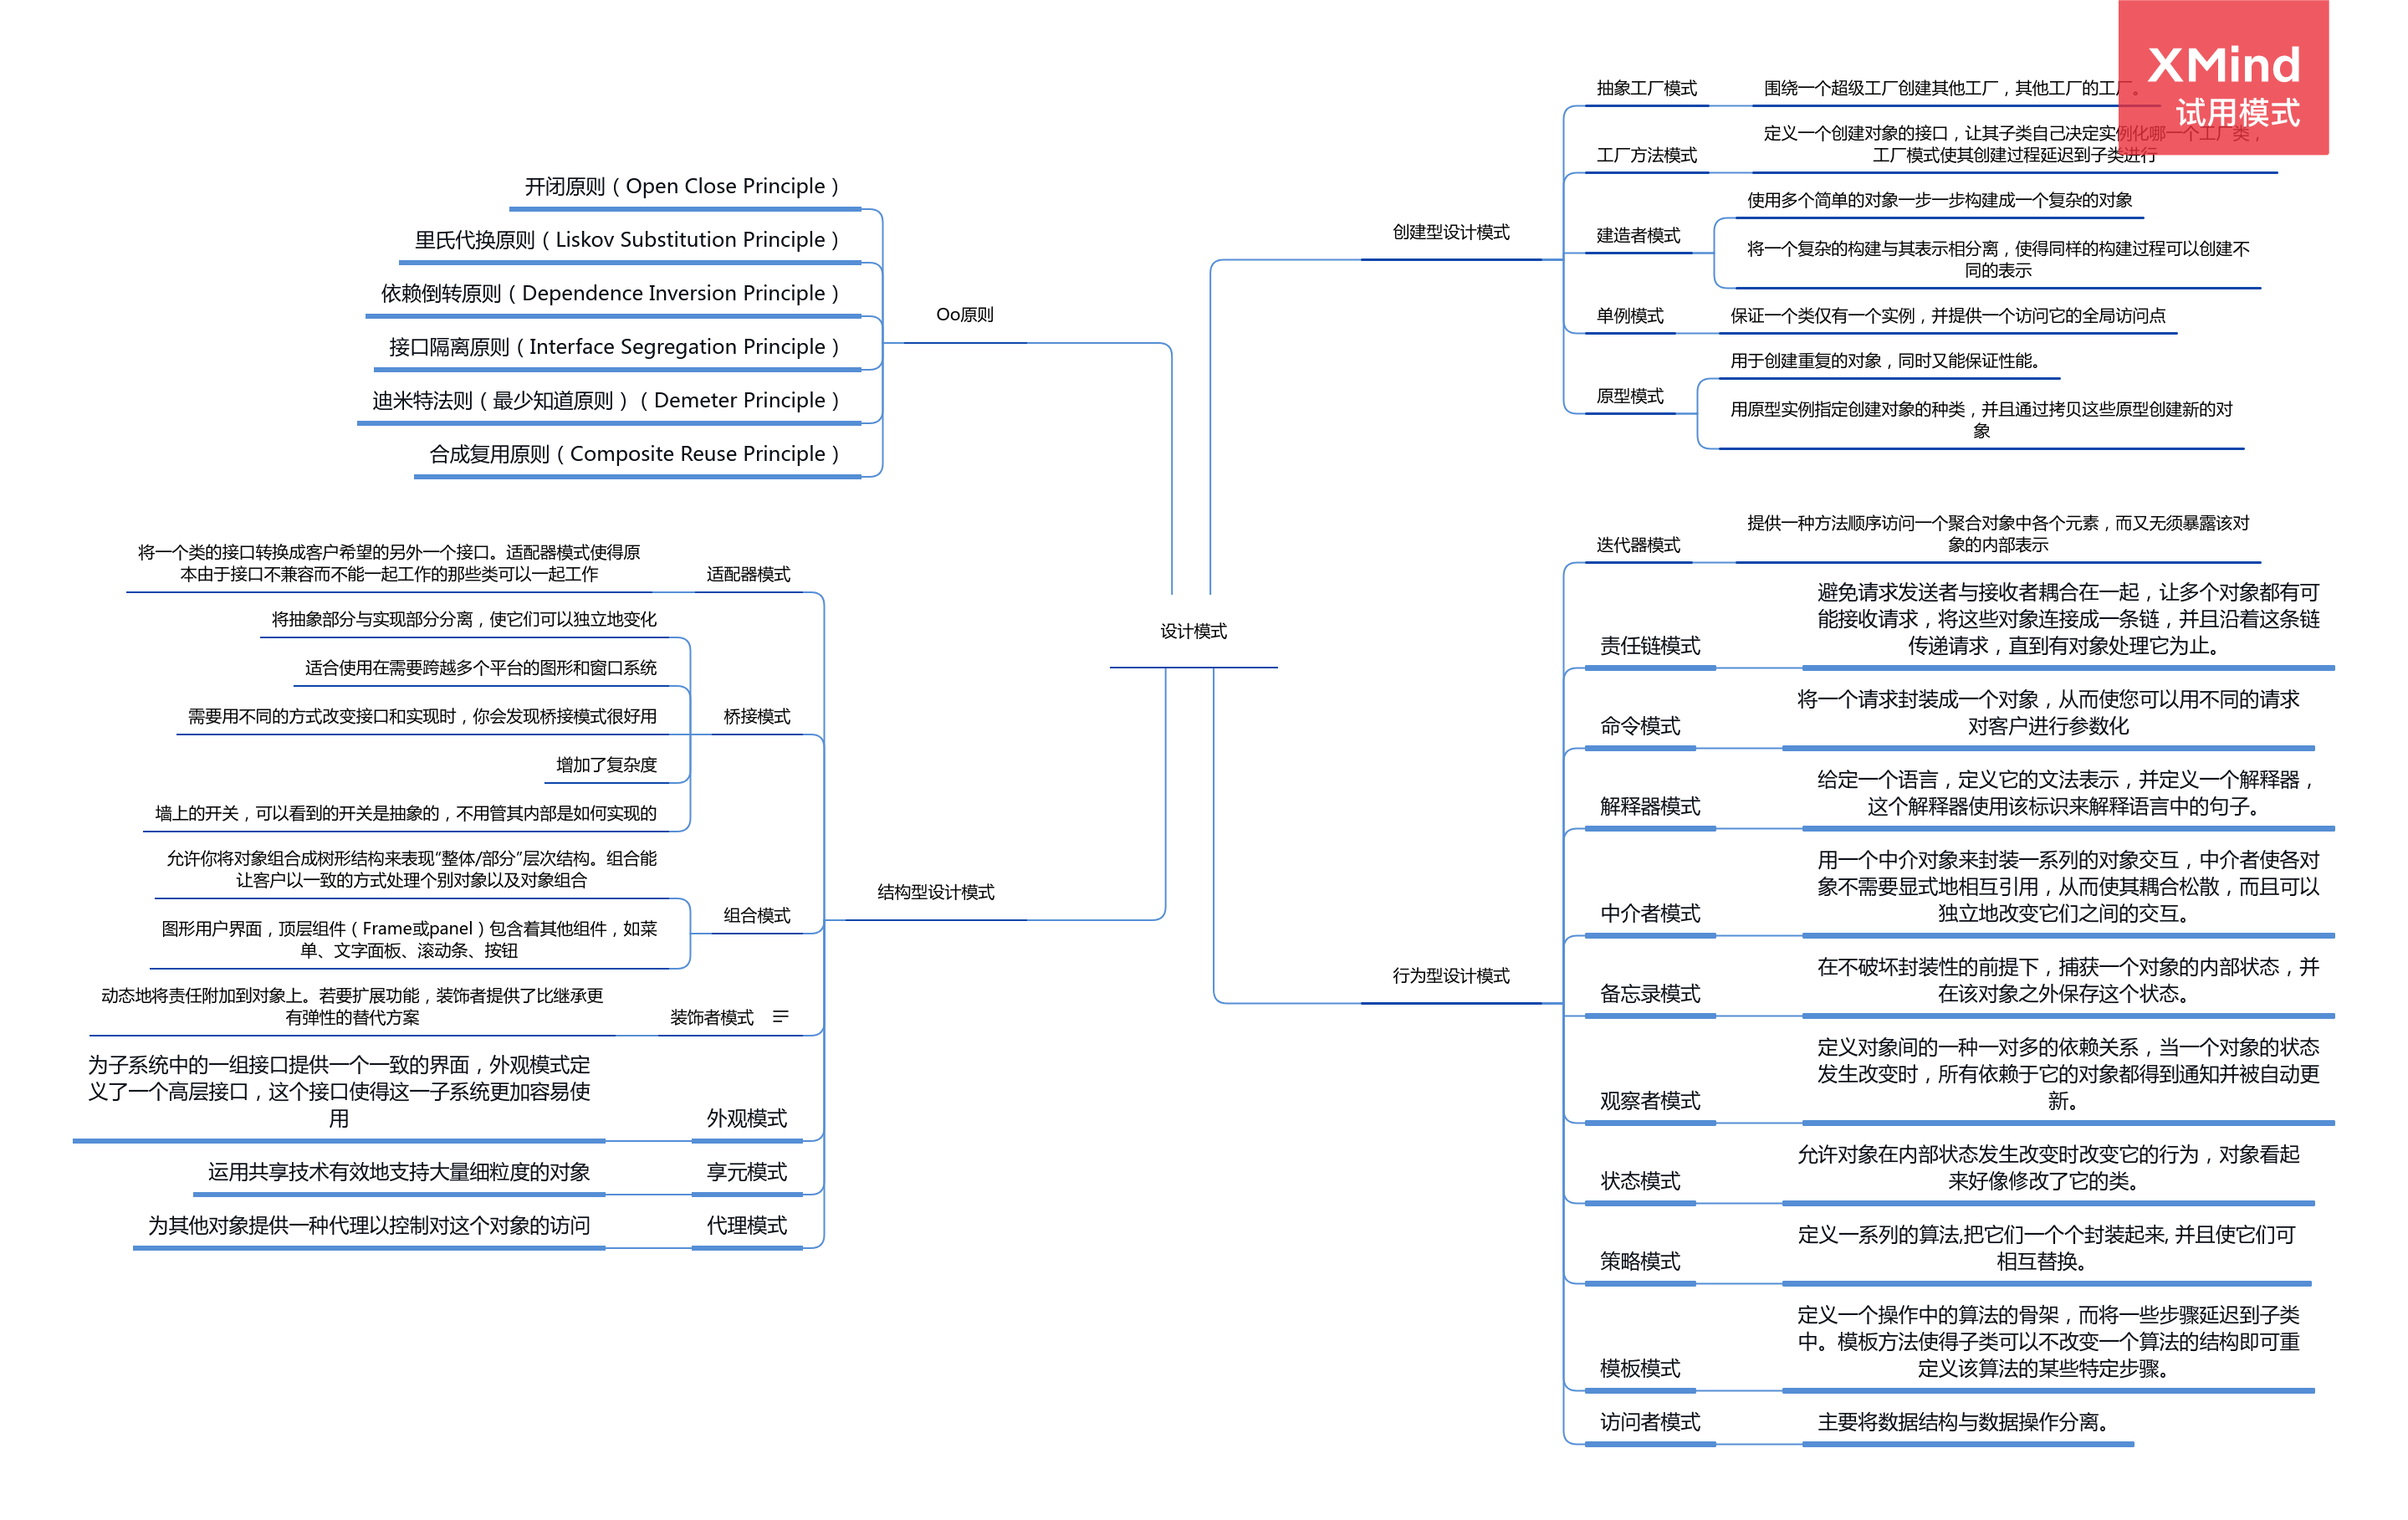 XMind
试用模式
设计模式
创建型设计模式
抽象工厂模式
围绕一个超级工厂创建其他工厂，其他工厂的工厂。
工厂方法模式
定义一个创建对象的接口，让其子类自己决定实例化哪一个工厂类，
工厂模式使其创建过程延迟到子类进行
建造者模式
使用多个简单的对象一步一步构建成一个复杂的对象
将一个复杂的构建与其表示相分离，使得同样的构建过程可以创建不
同的表示
单例模式
保证一个类仅有一个实例，并提供一个访问它的全局访问点
原型模式
用于创建重复的对象，同时又能保证性能。
用原型实例指定创建对象的种类，并且通过拷贝这些原型创建新的对
象
行为型设计模式
迭代器模式
提供一种方法顺序访问一个聚合对象中各个元素，而又无须暴露该对
象的内部表示
责任链模式
避免请求发送者与接收者耦合在一起，让多个对象都有可
能接收请求，将这些对象连接成一条链，并且沿着这条链
传递请求，直到有对象处理它为止。
命令模式
将一个请求封装成一个对象，从而使您可以用不同的请求
对客户进行参数化
解释器模式
给定一个语言，定义它的文法表示，并定义一个解释器，
这个解释器使用该标识来解释语言中的句子。
中介者模式
用一个中介对象来封装一系列的对象交互，中介者使各对
象不需要显式地相互引用，从而使其耦合松散，而且可以
独立地改变它们之间的交互。
备忘录模式
在不破坏封装性的前提下，捕获一个对象的内部状态，并
在该对象之外保存这个状态。
观察者模式
定义对象间的一种一对多的依赖关系，当一个对象的状态
发生改变时，所有依赖于它的对象都得到通知并被自动更
新。
状态模式
允许对象在内部状态发生改变时改变它的行为，对象看起
来好像修改了它的类。
策略模式
定义一系列的算法,把它们一个个封装起来, 并且使它们可
相互替换。
模板模式
定义一个操作中的算法的骨架，而将一些步骤延迟到子类
中。模板方法使得子类可以不改变一个算法的结构即可重
定义该算法的某些特定步骤。
访问者模式
主要将数据结构与数据操作分离。
Oo原则
开闭原则（Open Close Principle）
里氏代换原则（Liskov Substitution Principle）
依赖倒转原则（Dependence Inversion Principle）
接口隔离原则（Interface Segregation Principle）
迪米特法则（最少知道原则）（Demeter Principle）
合成复用原则（Composite Reuse Principle）
结构型设计模式
适配器模式
将一个类的接口转换成客户希望的另外一个接口。适配器模式使得原
本由于接口不兼容而不能一起工作的那些类可以一起工作
桥接模式
将抽象部分与实现部分分离，使它们可以独立地变化
适合使用在需要跨越多个平台的图形和窗口系统
需要用不同的方式改变接口和实现时，你会发现桥接模式很好用
增加了复杂度
墙上的开关，可以看到的开关是抽象的，不用管其内部是如何实现的
组合模式
允许你将对象组合成树形结构来表现”整体/部分“层次结构。组合能
让客户以一致的方式处理个别对象以及对象组合
图形用户界面，顶层组件（Frame或panel）包含着其他组件，如菜
单、文字面板、滚动条、按钮
装饰者模式
动态地将责任附加到对象上。若要扩展功能，装饰者提供了比继承更
有弹性的替代方案
外观模式
为子系统中的一组接口提供一个一致的界面，外观模式定
义了一个高层接口，这个接口使得这一子系统更加容易使
用
享元模式
运用共享技术有效地支持大量细粒度的对象
代理模式
为其他对象提供一种代理以控制对这个对象的访问